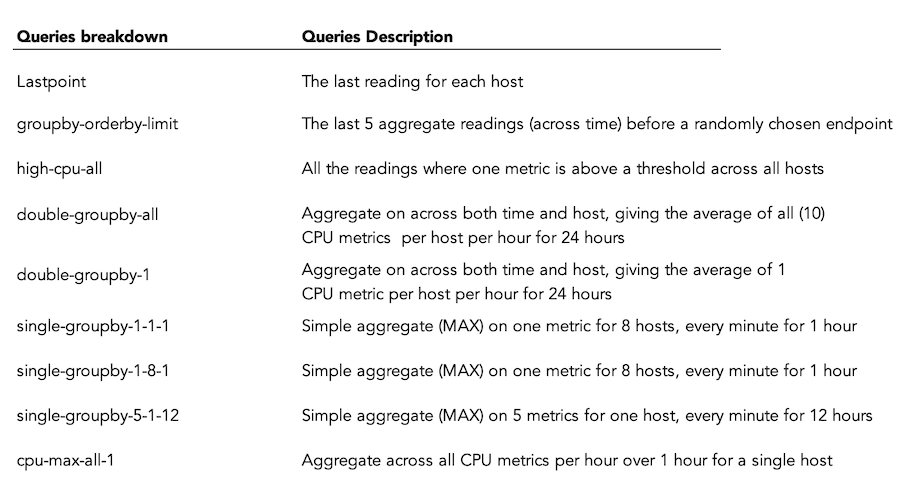 Queries breakdown Queries Description
Lastpoint The last reading for each host
groupby-orderby-limit The last 5 aggregate readings (across time) before a randomly chosen endpoint
high-cpu-all All the readings where one metric is above a threshold across all hosts
double-groupby-all Aggregate on across both time and host, giving the average of all (10)
CPU metrics per host per hour for 24 hours
double-groupby-1 Aggregate on across both time and host, giving the average of 1
CPU metric per host per hour for 24 hours
single-groupby-1-1-1 Simple aggregate (MAX) on one metric for 8 hosts, every minute for 1 hour
single-groupby-1-8-1 Simple aggregate (MAX) on one metric for 8 hosts, every minute for 1 hour
single-groupby-5-1-12 Simple aggregate (MAX) on 5 metrics for one host, every minute for 12 hours
cpu-max-all-1 Aggregate across all CPU metrics per hour over 1 hour for a single host